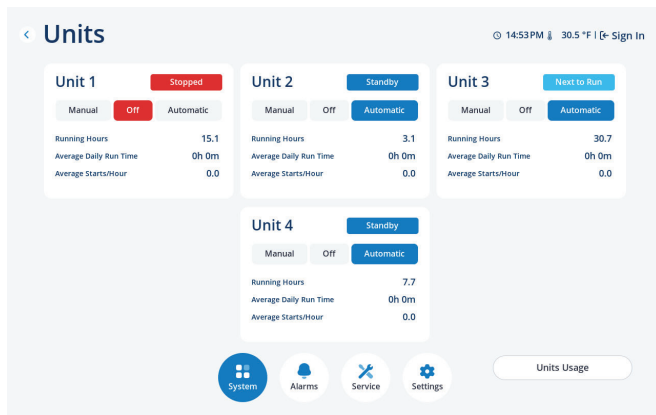 Units
14:53 PM 30.5 °F | Sign In
Unit 1 Stopped
Manual Off Automatic
Running Hours 15.1
Average Daily Run Time 0h 0m
Average Starts/Hour 0.0
Unit 2 Standby
Manual Off Automatic
Running Hours 3.1
Average Daily Run Time 0h 0m
Average Starts/Hour 0.0
Unit 3 Next to Run
Manual Off Automatic
Running Hours 30.7
Average Daily Run Time 0h 0m
Average Starts/Hour 0.0
Unit 4 Standby
Manual Off Automatic
Running Hours 7.7
Average Daily Run Time 0h 0m
Average Starts/Hour 0.0
System Alarms Service Settings
Units Usage